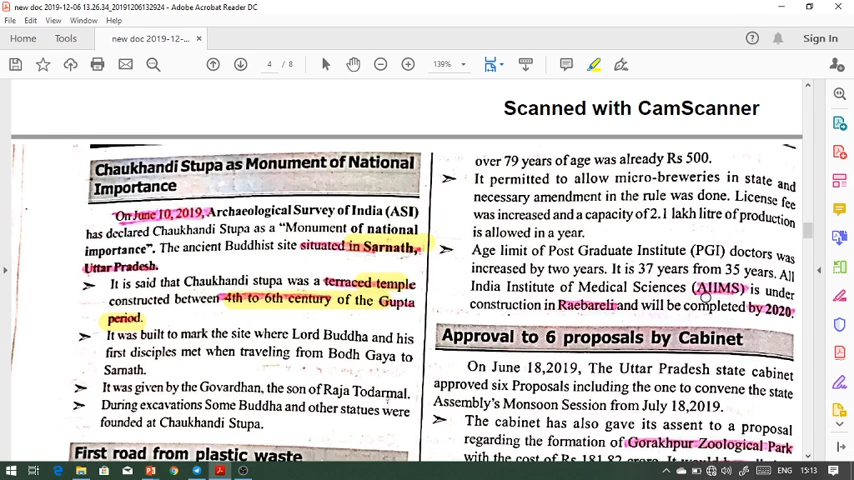 new doc 2019-12-06 13.26.34_20191206132924 - Adobe Acrobat Reader DC
File Edit View Window Help
Home Tools new doc 2019-12-... × Sign In
4 / 8 139%
Scanned with CamScanner
Chaukhandi Stupa as Monument of National
Importance
On June 10, 2019, Archaeological Survey of India (ASI)
has declared Chaukhandi Stupa as a “Monument of national
importance”. The ancient Buddhist site situated in Sarnath,
Uttar Pradesh.
It is said that Chaukhandi stupa was a terraced temple
constructed between 4th to 6th century of the Gupta
period.
It was built to mark the site where Lord Buddha and his
first disciples met when traveling from Bodh Gaya to
Sarnath.
It was given by the Govardhan, the son of Raja Todarmal.
During excavations Some Buddha and other statues were
founded at Chaukhandi Stupa.
First road from plastic waste
over 79 years of age was already Rs 500.
It permitted to allow micro-breweries in state and
necessary amendment in the rule was done. License fee
was increased and a capacity of 2.1 lakh litre of production
is allowed in a year.
Age limit of Post Graduate Institute (PGI) doctors was
increased by two years. It is 37 years from 35 years. All
India Institute of Medical Sciences (AIIMS) is under
construction in Raebareli and will be completed by 2020.
Approval to 6 proposals by Cabinet
On June 18,2019, The Uttar Pradesh state cabinet
approved six Proposals including the one to convene the state
Assembly's Monsoon Session from July 18,2019.
The cabinet has also gave its assent to a proposal
regarding the formation of Gorakhpur Zoological Park
with the cost of Rs 181.82 crore. It would
ENG 15:13